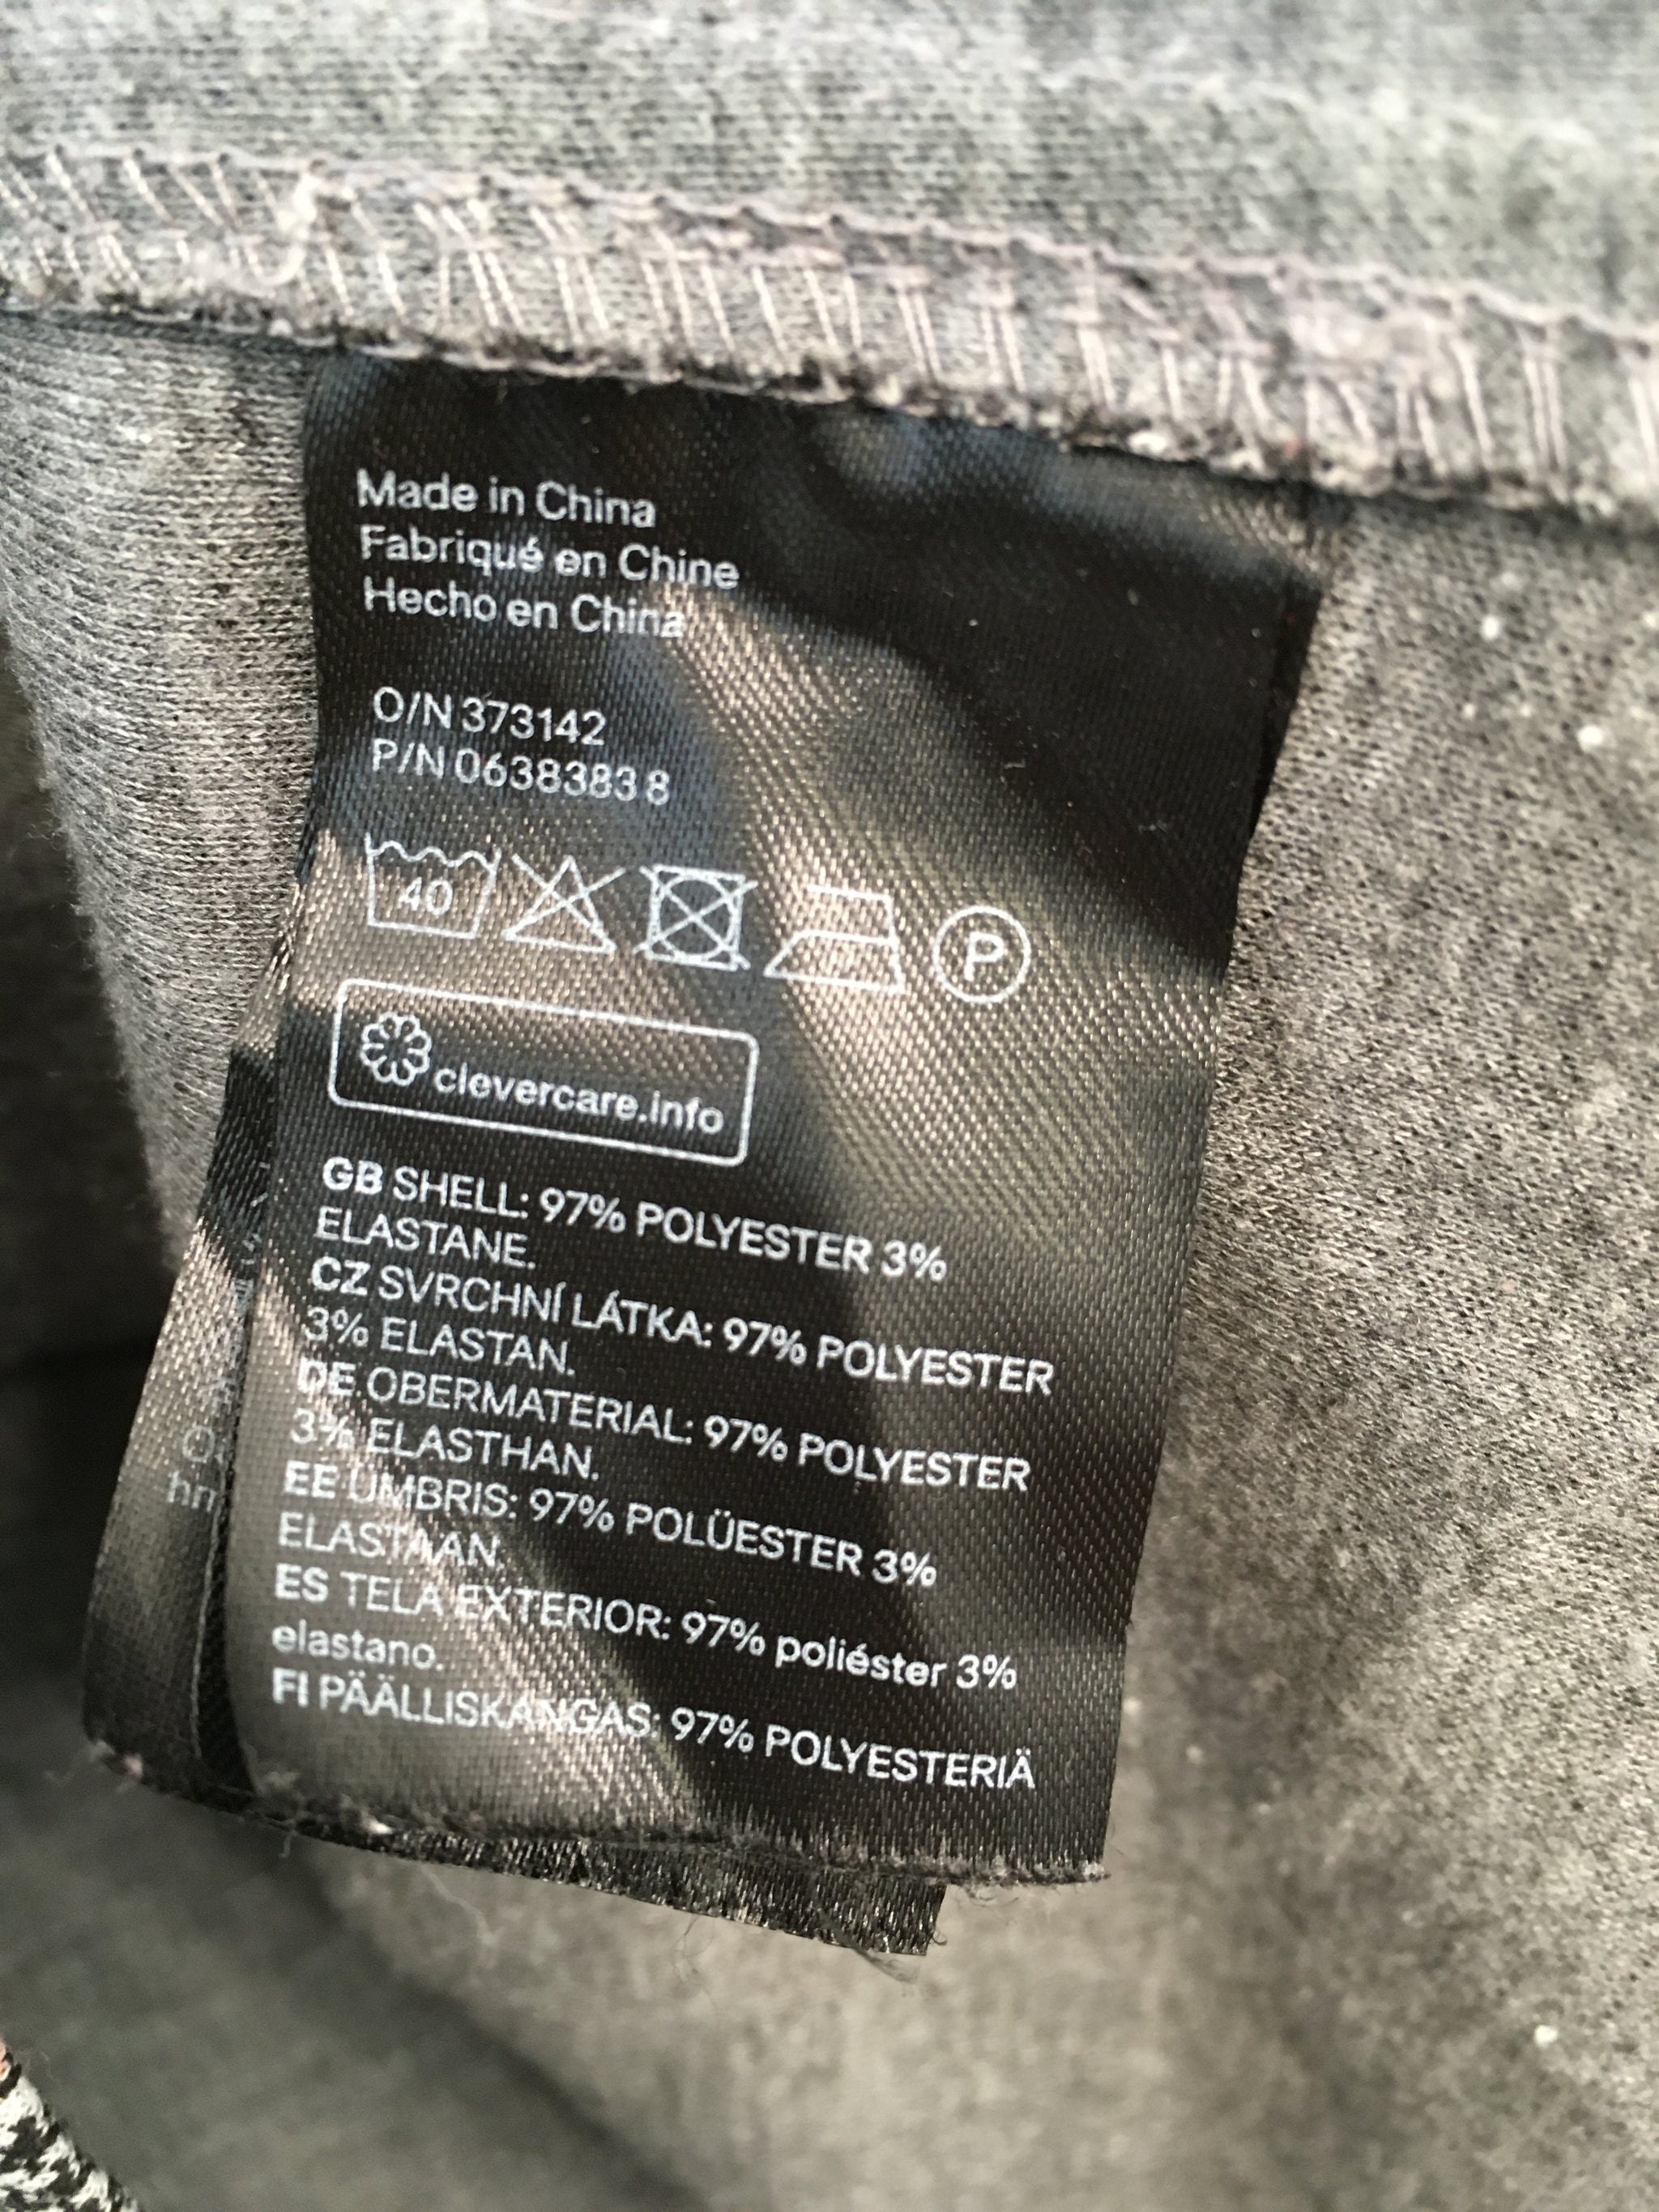 Made in China
Fabriqué en Chine
Hecho en China
O/N 373142
P/N 0638383 8
40
P
clevercare.info
GB SHELL: 97% POLYESTER 3%
ELASTANE.
CZ SVRCHNÍ LÁTKA: 97% POLYESTER
3% ELASTAN.
DE OBERMATERIAL: 97% POLYESTER
3% ELASTHAN.
EE ÜMBRIS: 97% POLÜESTER 3%
ELASTAAN.
ES TELA EXTERIOR: 97% poliéster 3%
elastano.
FI PÄÄLLISKANGAS: 97% POLYESTERIÄ